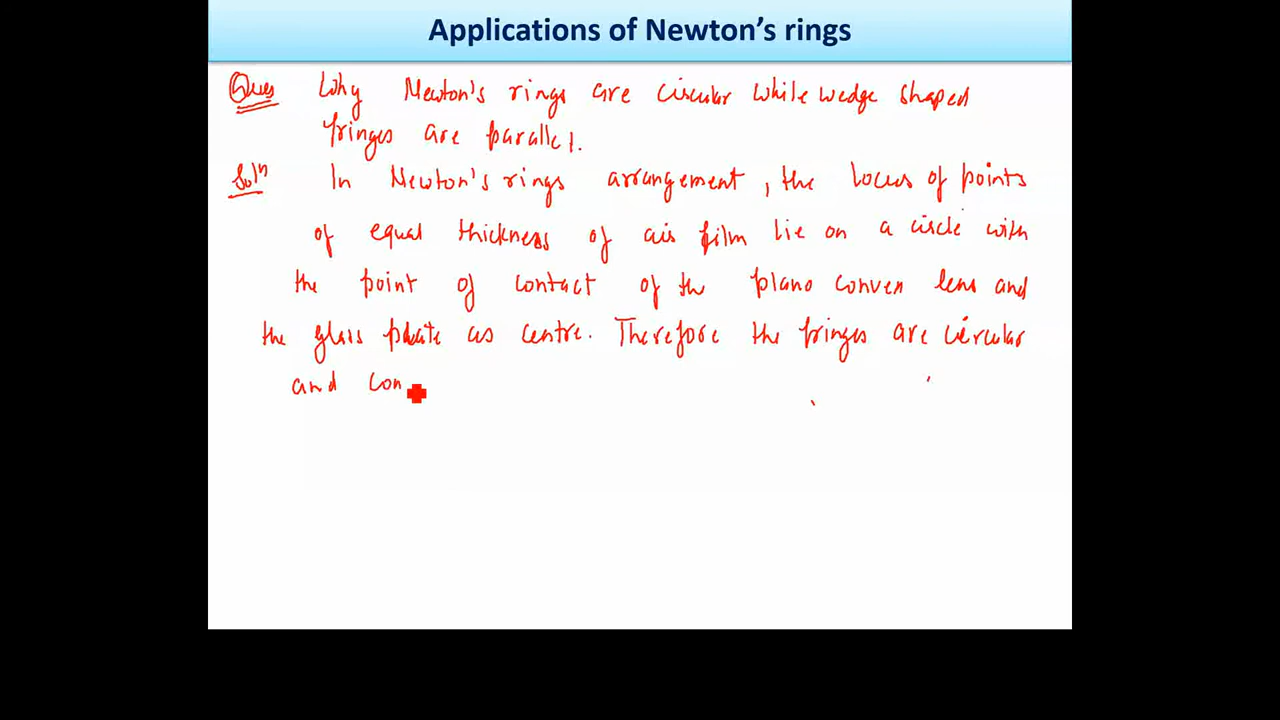 Applications of Newton's rings
Ques Why Newton's rings are circular while wedge shaped
fringes are parallel.
Solⁿ In Newton's rings arrangement, the locus of points
of equal thickness of air film lie on a circle with
the point of contact of the plano convex lens and
the glass plate as centre. Therefore the fringes are circular
and con